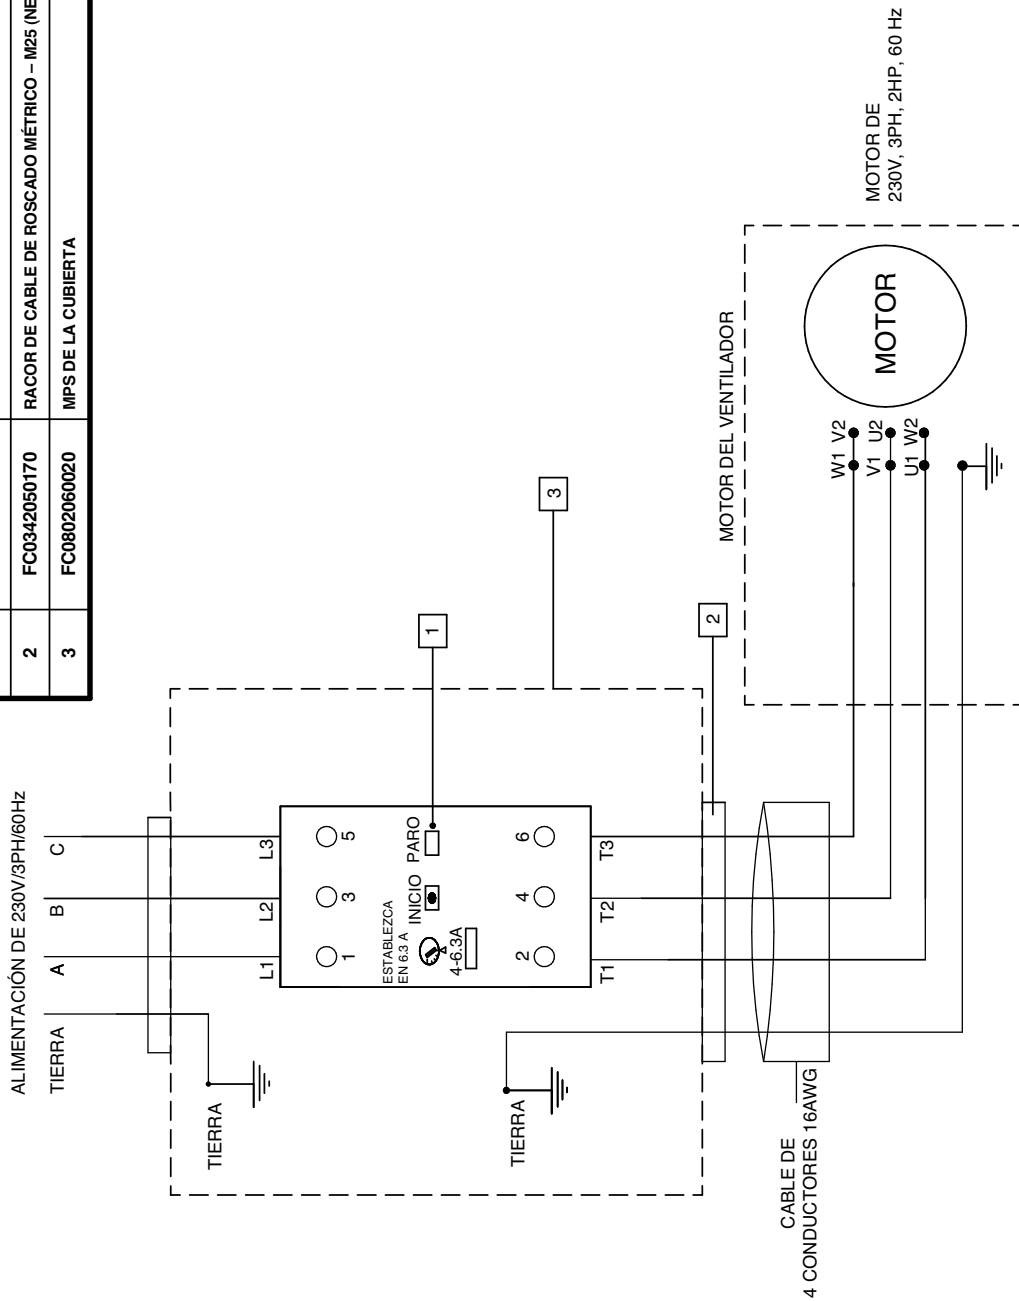 2 FC0342050170 RACOR DE CABLE DE ROSCADO MÉTRICO – M25 (NE
3 FC0802060020 MPS DE LA CUBIERTA
ALIMENTACIÓN DE 230V/3PH/60Hz
TIERRA A B C
L1 L2 L3
1 3 5
ESTABLEZCA
EN 6.3 A
INICIO PARO
4-6.3A
2 4 6
T1 T2 T3
TIERRA
TIERRA
1
2
3
CABLE DE
4 CONDUCTORES 16AWG
MOTOR DEL VENTILADOR
W1 V2
V1 U2
U1 W2
MOTOR
MOTOR DE
230V, 3PH, 2HP, 60 Hz